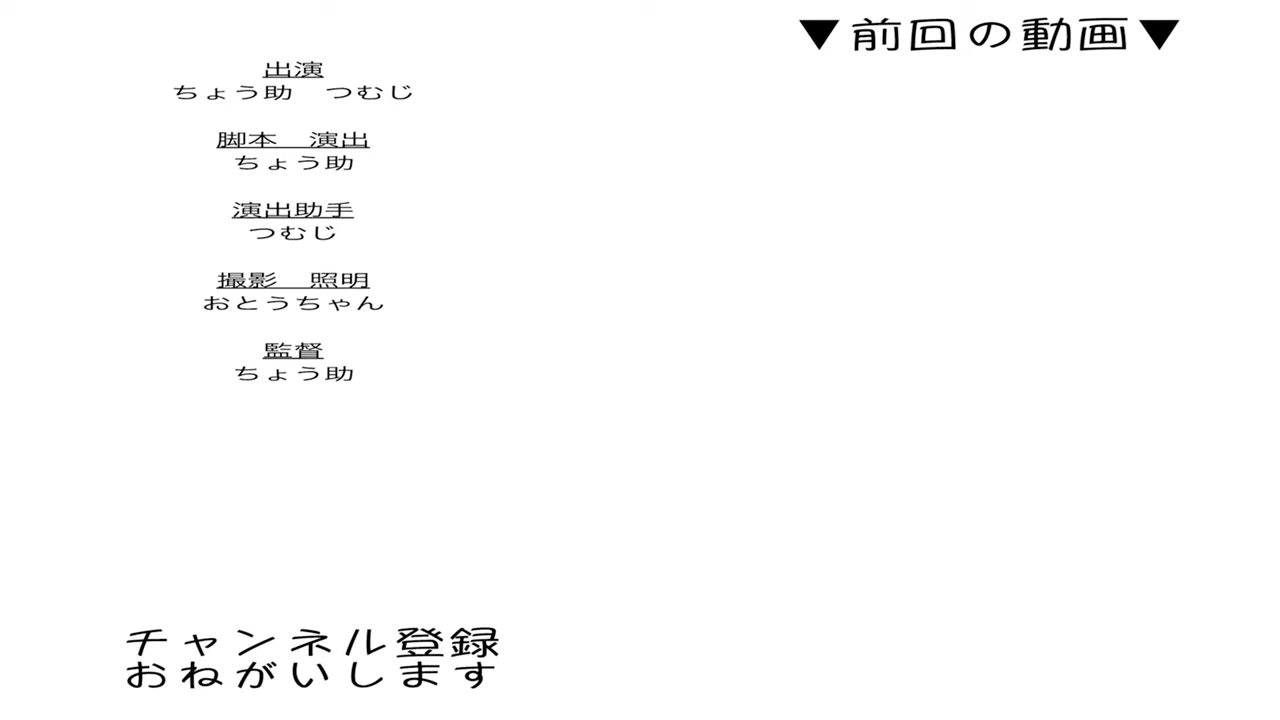 ▼前回の動画▼
出演
ちょう助　つむじ
脚本　演出
ちょう助
演出助手
つむじ
撮影　照明
おとうちゃん
監督
ちょう助
チャンネル登録
おねがいします